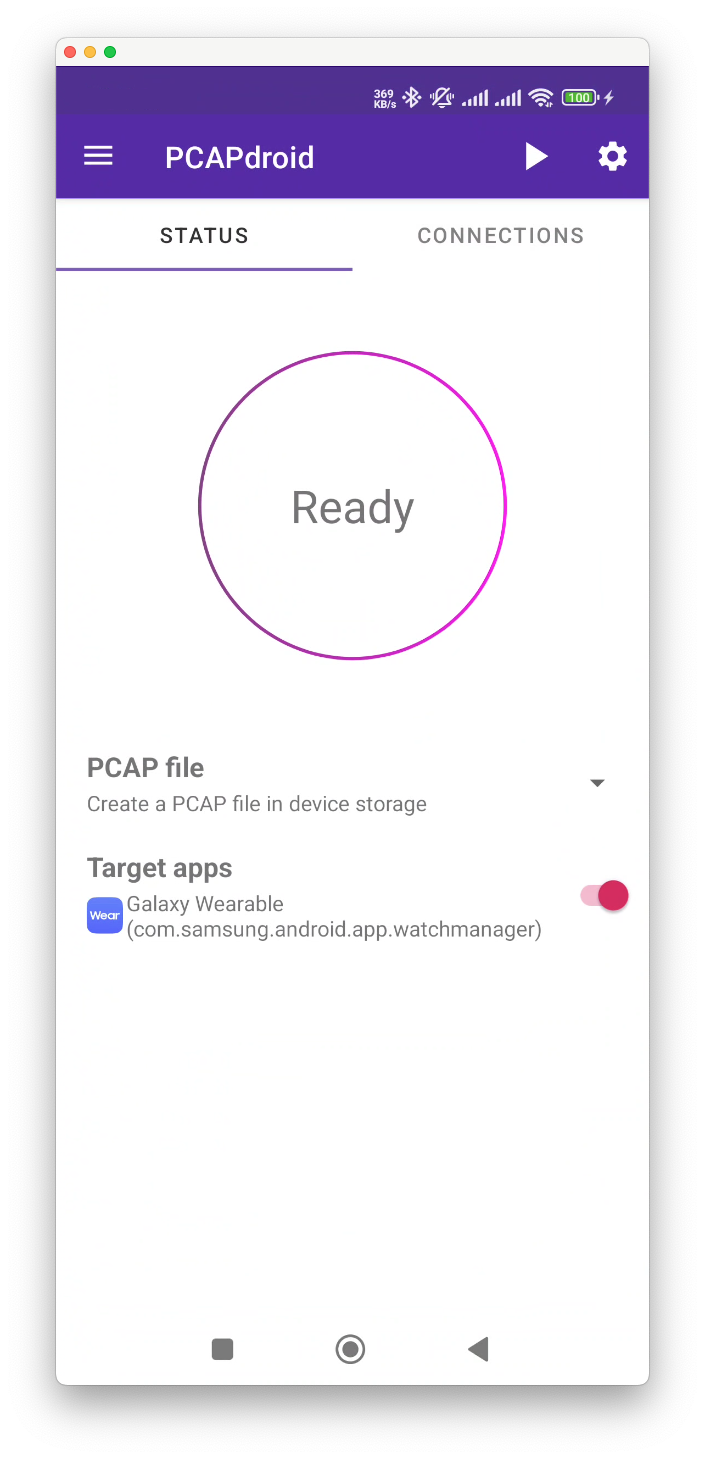 369
KB/s
100
PCAPdroid
STATUS
CONNECTIONS
Ready
PCAP file
Create a PCAP file in device storage
Target apps
Wear
Galaxy Wearable
(com.samsung.android.app.watchmanager)